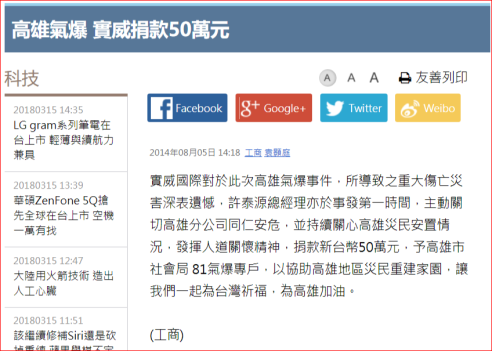 高雄氣爆 實威捐款50萬元
科技
20180315 14:35
LG gram系列筆電在
台上市 輕薄與續航力
兼具
20180315 13:39
華碩ZenFone 5Q搶
先全球在台上市 空機
一萬有找
20180315 12:47
大陸用火箭技術 造出
人工心臟
20180315 11:51
該繼續修補Siri還是砍
A A A 友善列印
Facebook
Google+
Twitter
Weibo
2014年08月05日 14:18 工商
實威國際對於此次高雄氣爆事件，所導致之重大傷亡災
害深表遺憾，許泰源總經理亦於事發第一時間，主動關
切高雄分公司同仁安危，並持續關心高雄災民安置情
況，發揮人道關懷精神，捐款新台幣50萬元，予高雄市
社會局 81氣爆專戶，以協助高雄地區災民重建家園，讓
我們一起為台灣祈福，為高雄加油。
(工商)